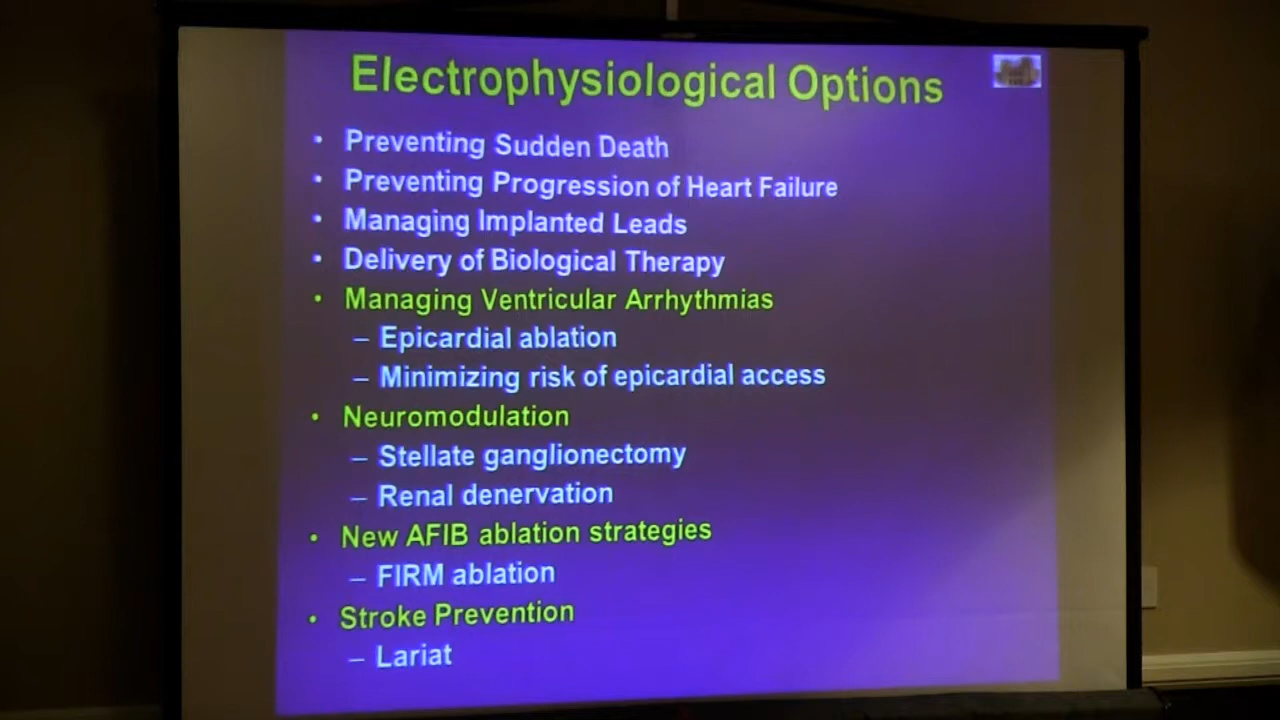 Electrophysiological Options
• Preventing Sudden Death
• Preventing Progression of Heart Failure
• Managing Implanted Leads
• Delivery of Biological Therapy
• Managing Ventricular Arrhythmias
– Epicardial ablation
– Minimizing risk of epicardial access
• Neuromodulation
– Stellate ganglionectomy
– Renal denervation
• New AFIB ablation strategies
– FIRM ablation
• Stroke Prevention
– Lariat